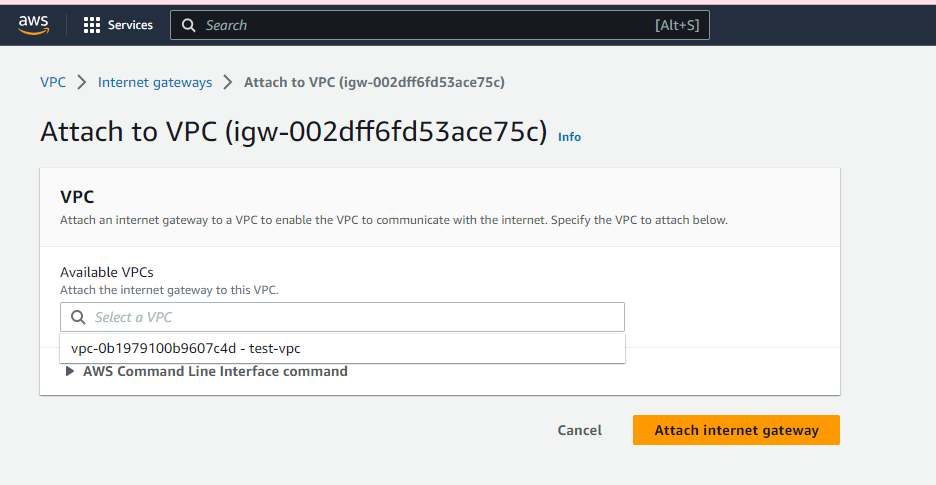 aws
Services
Search
[Alt+S]
VPC > Internet gateways > Attach to VPC (igw-002dff6fd53ace75c)
Attach to VPC (igw-002dff6fd53ace75c) Info
VPC
Attach an internet gateway to a VPC to enable the VPC to communicate with the internet. Specify the VPC to attach below.
Available VPCs
Attach the internet gateway to this VPC.
Select a VPC
vpc-0b1979100b9607c4d - test-vpc
AWS Command Line Interface command
Cancel
Attach internet gateway